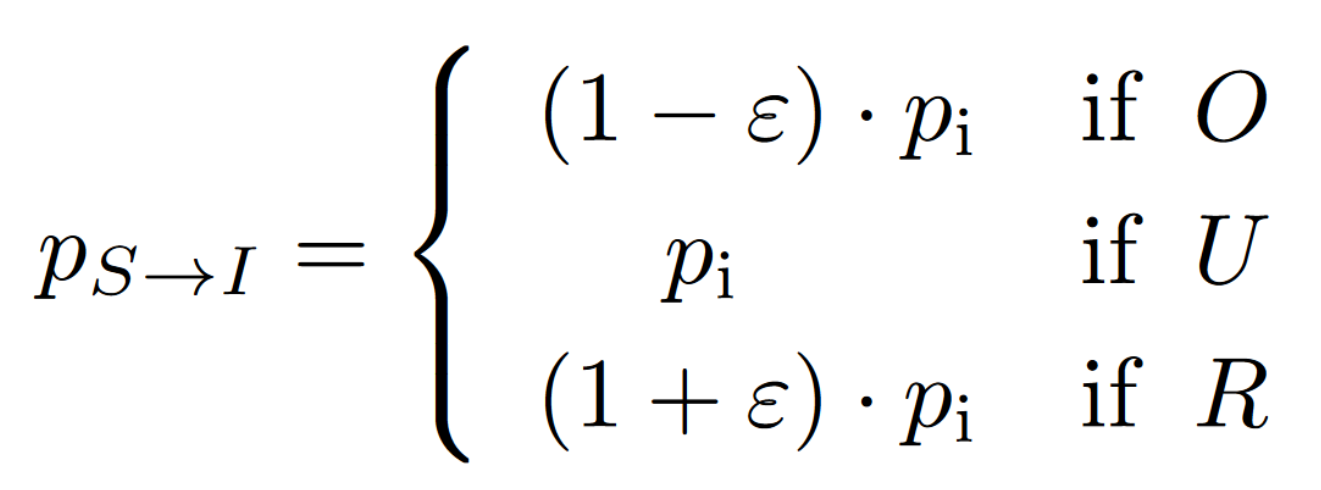 p_{S→I} = { (1 − ε) · p_i if O
p_i if U
(1 + ε) · p_i if R